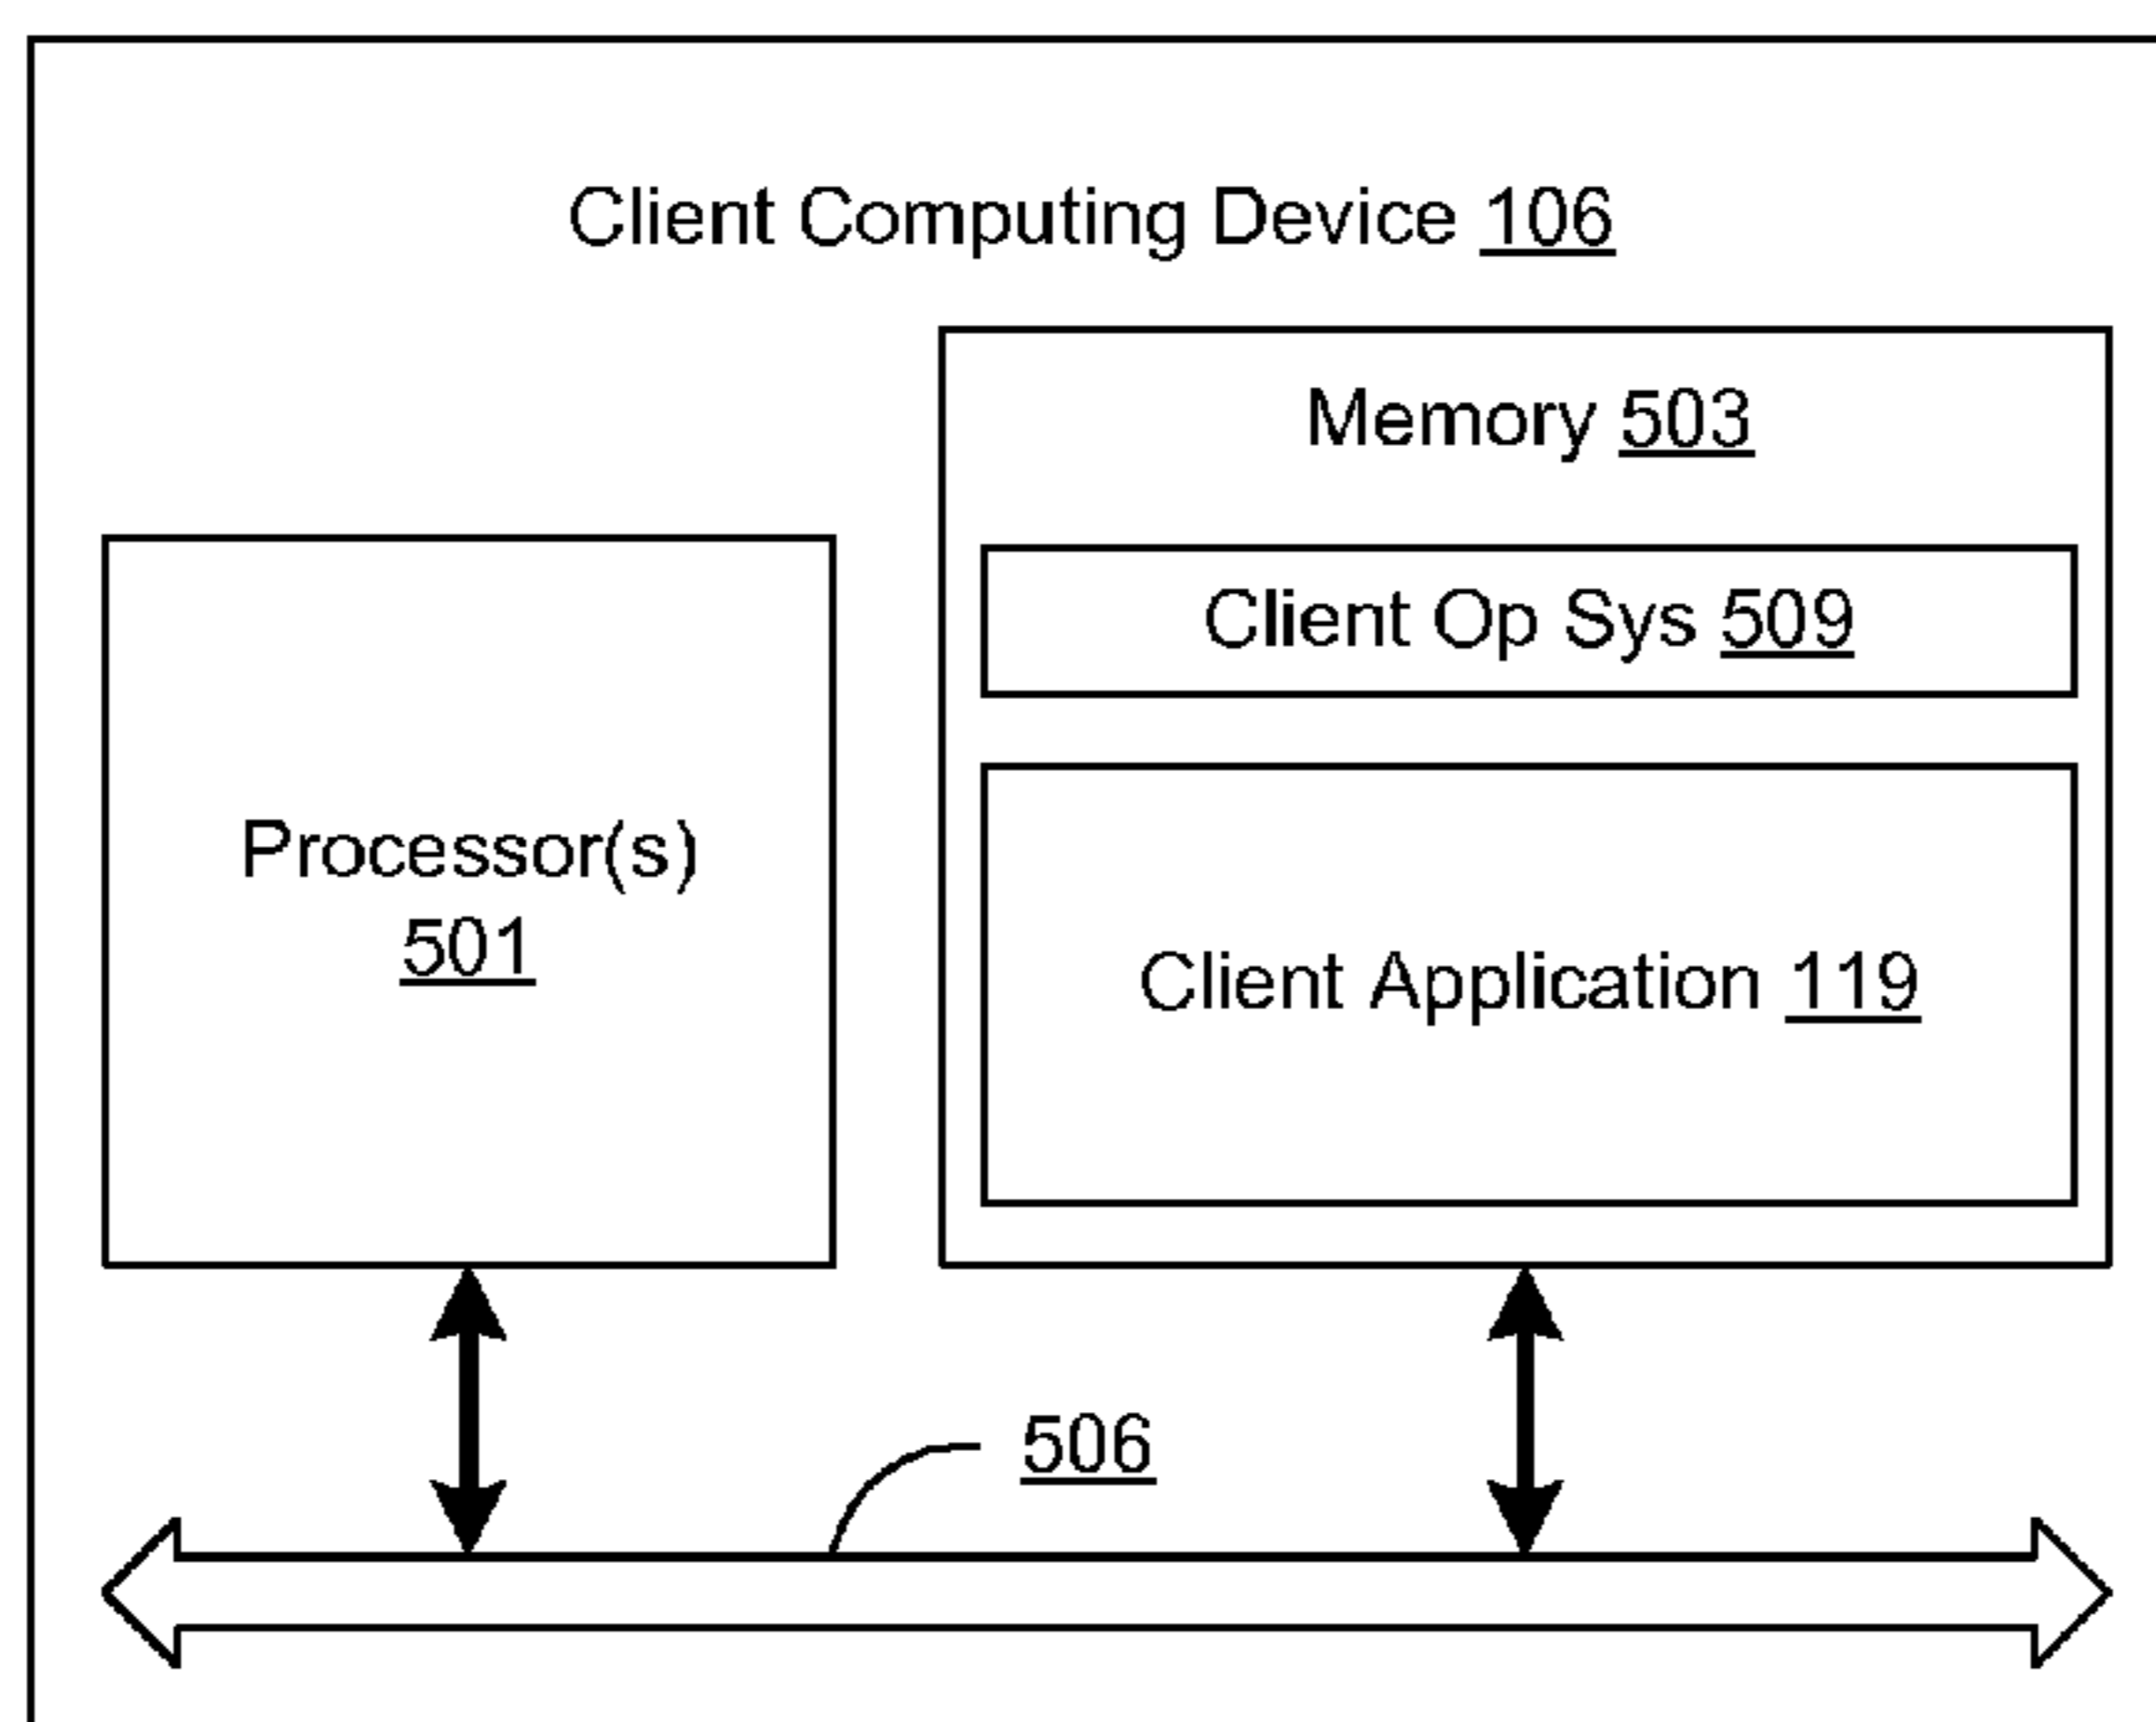 Client Computing Device 106
Memory 503
Client Op Sys 509
Processor(s)
501
Client Application 119
506